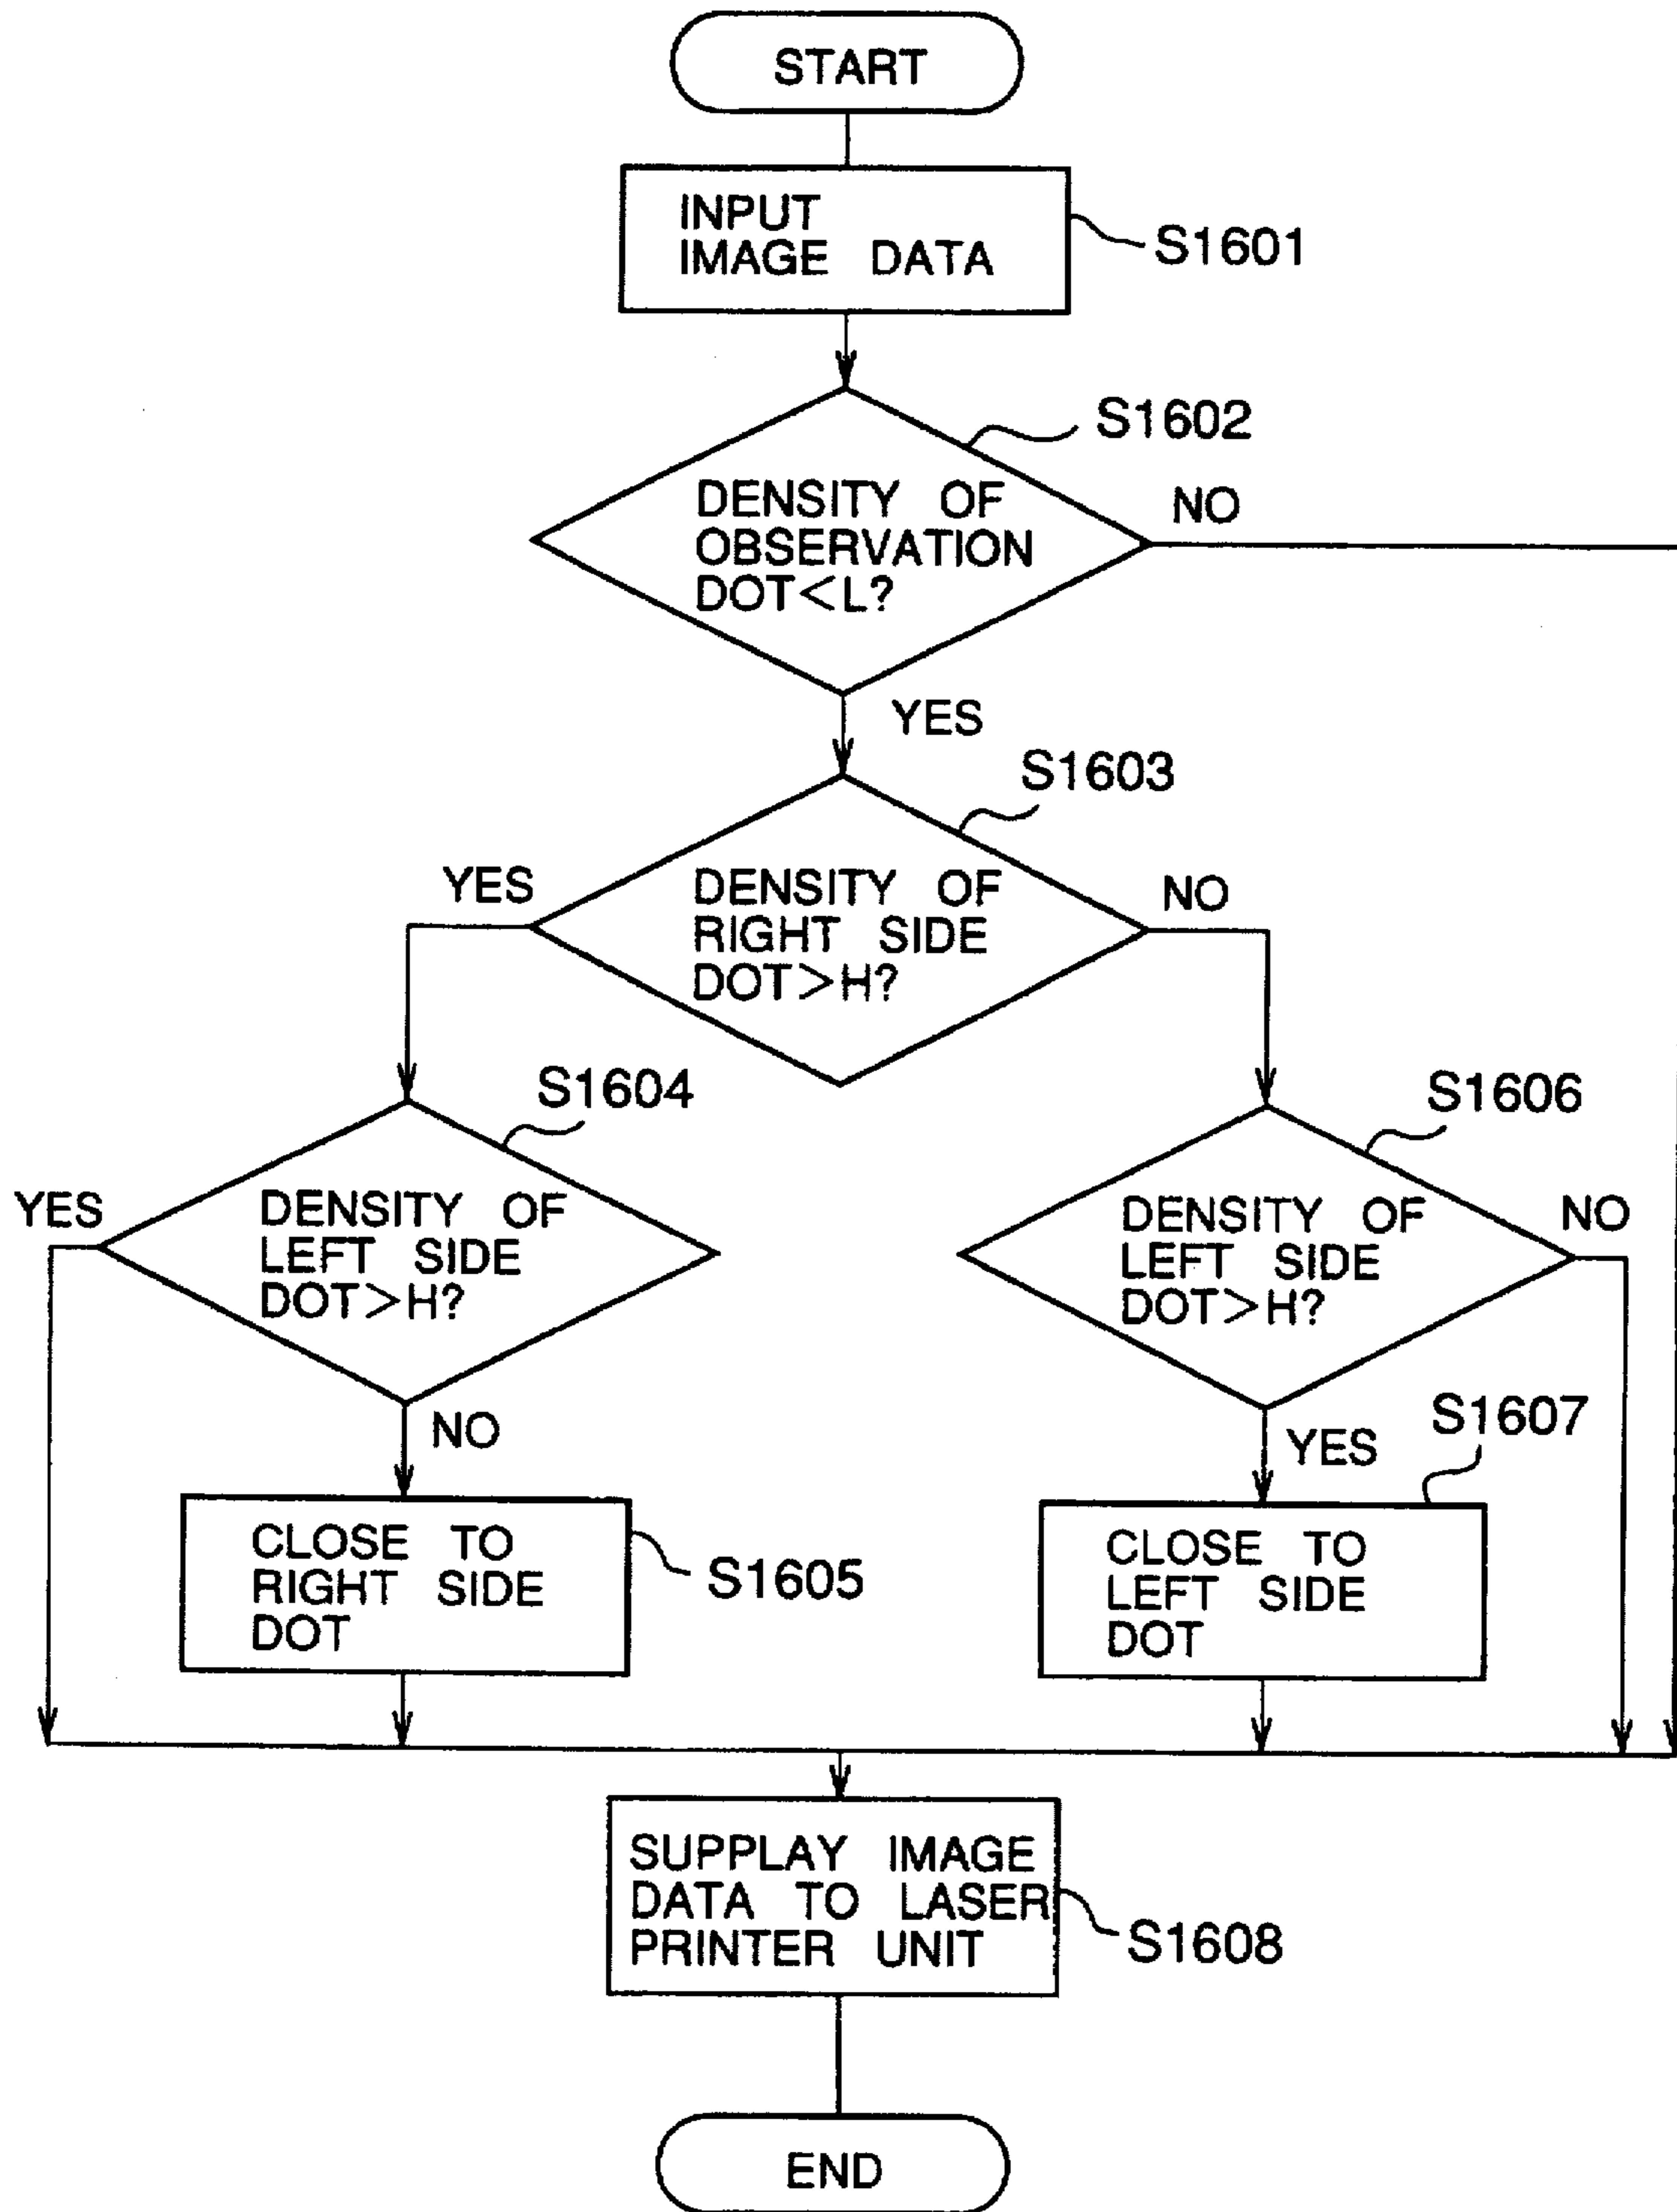 START
INPUT
IMAGE DATA
S1601
S1602
DENSITY OF
OBSERVATION
DOT<L?
NO
YES
S1603
DENSITY OF
RIGHT SIDE
DOT>H?
YES
NO
S1604
DENSITY OF
LEFT SIDE
DOT>H?
YES
NO
S1606
DENSITY OF
LEFT SIDE
DOT>H?
NO
YES
CLOSE TO
RIGHT SIDE
DOT
S1605
S1607
CLOSE TO
LEFT SIDE
DOT
SUPPLAY IMAGE
DATA TO LASER
PRINTER UNIT
S1608
END